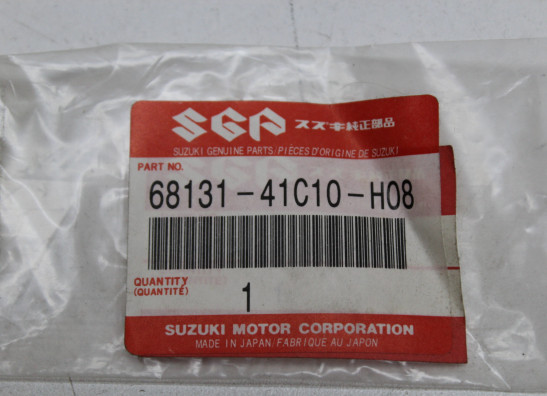 SGP スズキ純正部品
SUZUKI GENUINE PARTS/PIÈCES D'ORIGINE DE SUZUKI
PART NO.
68131-41C10-H08
QUANTITY
(QUANTITÉ)
1
SUZUKI MOTOR CORPORATION
MADE IN JAPAN/FABRIQUE AU JAPON